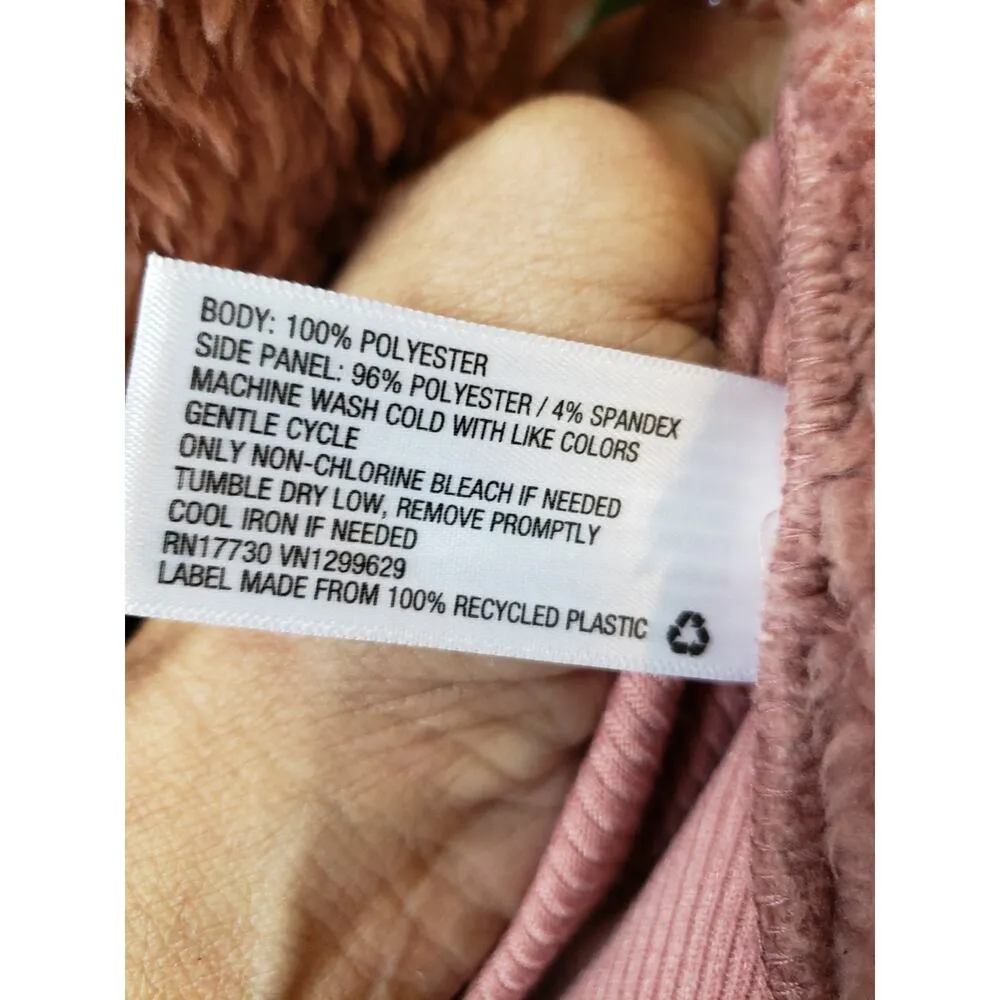 BODY: 100% POLYESTER
SIDE PANEL: 96% POLYESTER / 4% SPANDEX
MACHINE WASH COLD WITH LIKE COLORS
GENTLE CYCLE
ONLY NON-CHLORINE BLEACH IF NEEDED
TUMBLE DRY LOW, REMOVE PROMPTLY
COOL IRON IF NEEDED
RN17730 VN1299629
LABEL MADE FROM 100% RECYCLED PLASTIC